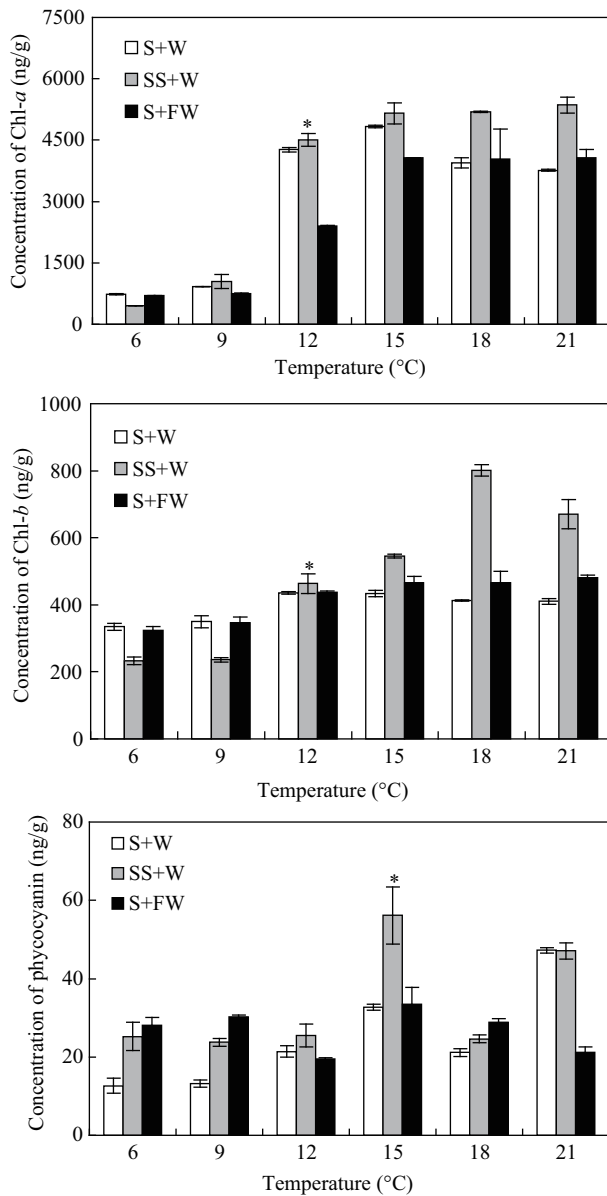 7500
6000
4500
3000
1500
0
Concentration of Chl-a (ng/g)
S+W
SS+W
S+FW
*
6 9 12 15 18 21
Temperature (°C)
1000
800
600
400
200
0
Concentration of Chl-b (ng/g)
S+W
SS+W
S+FW
*
6 9 12 15 18 21
Temperature (°C)
80
60
40
20
0
Concentration of phycocyanin (ng/g)
S+W
SS+W
S+FW
*
6 9 12 15 18 21
Temperature (°C)